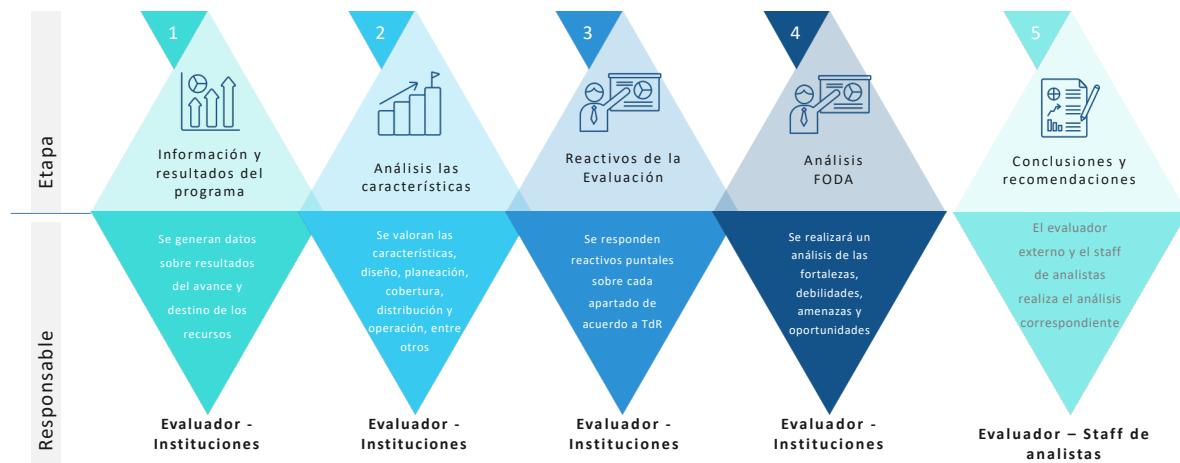 Etapa
1
Información y
resultados del
programa
2
Análisis las
características
3
Reactivos de la
Evaluación
4
Análisis
FODA
5
Conclusiones y
recomendaciones
Responsable
Se generan datos
sobre resultados
del avance y
destino de los
recursos
Se valoran las
características,
diseño, planeación,
cobertura,
distribución y
operación, entre
otros
Se responden
reactivos puntales
sobre cada
apartado de
acuerdo a TdR
Se realizará un
análisis de las
fortalezas,
debilidades,
amenazas y
oportunidades
El evaluador
externo y el staff
de analistas
realiza el análisis
correspondiente
Evaluador -
Instituciones
Evaluador -
Instituciones
Evaluador -
Instituciones
Evaluador -
Instituciones
Evaluador – Staff de
analistas